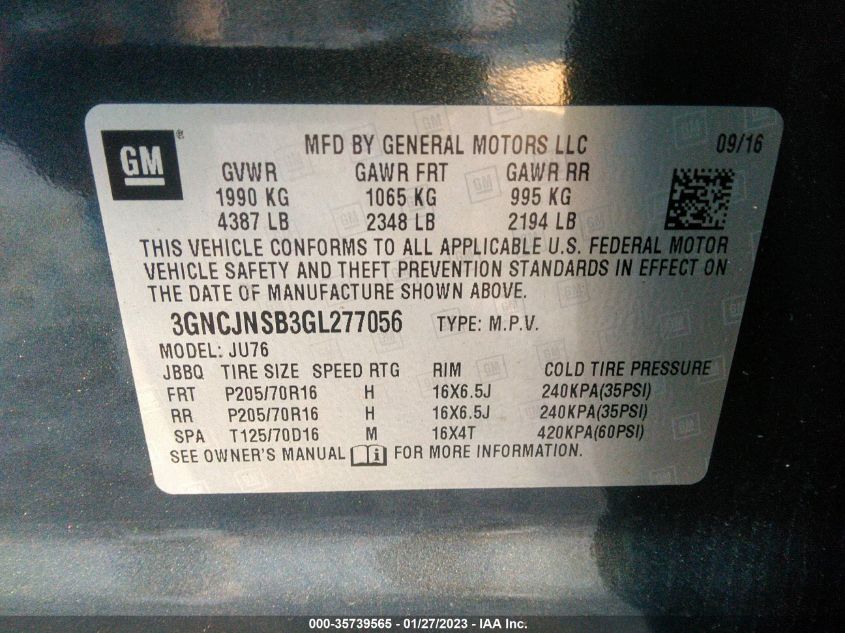 GM®
MFD BY GENERAL MOTORS LLC 09/16
GVWR GAWR FRT GAWR RR
1990 KG 1065 KG 995 KG
4387 LB 2348 LB 2194 LB
THIS VEHICLE CONFORMS TO ALL APPLICABLE U.S. FEDERAL MOTOR
VEHICLE SAFETY AND THEFT PREVENTION STANDARDS IN EFFECT ON
THE DATE OF MANUFACTURE SHOWN ABOVE.
3GNCJNSB3GL277056 TYPE: M.P.V.
MODEL: JU76
JBBQ TIRE SIZE SPEED RTG RIM COLD TIRE PRESSURE
FRT P205/70R16 H 16X6.5J 240KPA(35PSI)
RR P205/70R16 H 16X6.5J 240KPA(35PSI)
SPA T125/70D16 M 16X4T 420KPA(60PSI)
SEE OWNER'S MANUAL i FOR MORE INFORMATION.
000-35739565 - 01/27/2023 - IAA Inc.